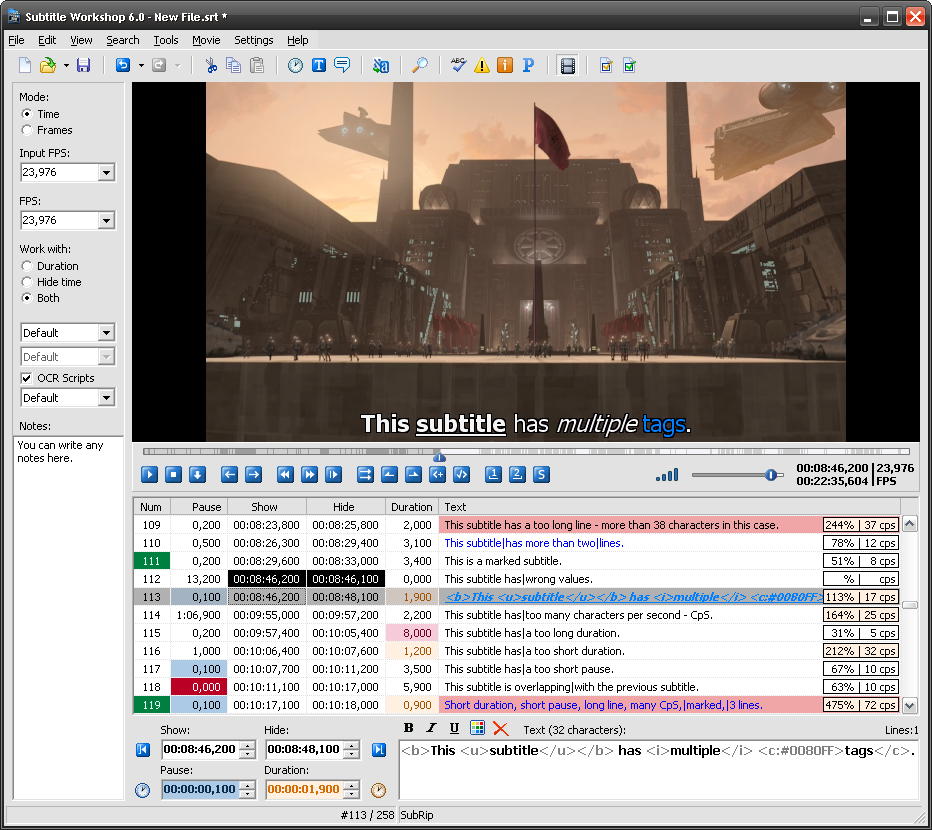 Subtitle Workshop 6.0 - New File.srt *
File Edit View Search Tools Movie Settings Help
Mode:
Time
Frames
Input FPS:
23,976
FPS:
23,976
Work with:
Duration
Hide time
Both
Default
Default
OCR Scripts
Default
Notes:
You can write any
notes here.
This subtitle has multiple tags.
00:08:46,200 23,976
00:22:35,604 FPS
Num Pause Show Hide Duration Text
109 0,200 00:08:23,800 00:08:25,800 2,000 This subtitle has a too long line - more than 38 characters in this case. 244% | 37 cps
110 0,500 00:08:26,300 00:08:29,400 3,100 This subtitle|has more than two|lines. 78% | 12 cps
111 0,200 00:08:29,600 00:08:33,000 3,400 This is a marked subtitle. 51% | 8 cps
112 13,200 00:08:46,200 00:08:46,100 0,000 This subtitle has|wrong values. % | cps
113 0,100 00:08:46,200 00:08:48,100 1,900 <b>This <u>subtitle</u></b> has <i>multiple</i> <c:#0080FF> 113% | 17 cps
114 1:06,900 00:09:55,000 00:09:57,200 2,200 This subtitle has|too many characters per second - CpS. 164% | 25 cps
115 0,200 00:09:57,400 00:10:05,400 8,000 This subtitle has|a too long duration. 31% | 5 cps
116 1,000 00:10:06,400 00:10:07,600 1,200 This subtitle has|a too short duration. 212% | 32 cps
117 0,100 00:10:07,700 00:10:11,200 3,500 This subtitle has|a too short pause. 67% | 10 cps
118 0,000 00:10:11,100 00:10:17,000 5,900 This subtitle is overlapping|with the previous subtitle. 63% | 10 cps
119 0,100 00:10:17,100 00:10:18,000 0,900 Short duration, short pause, long line, many CpS,|marked,|3 lines. 475% | 72 cps
Show: Hide: B I U Text (32 characters): Lines:1
00:08:46,200 00:08:48,100 <b>This <u>subtitle</u></b> has <i>multiple</i> <c:#0080FF>tags</c>.
Pause: Duration:
00:00:00,100 00:00:01,900
#113 / 258 SubRip